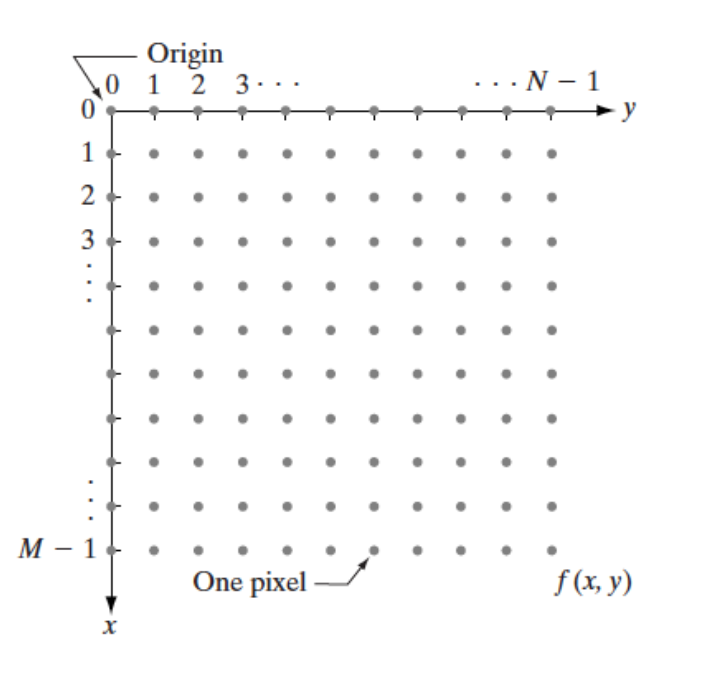 Origin
0 1 2 3 · · · · · · N – 1
0 y
1
2
3
⋮
⋮
M – 1
One pixel f (x, y)
x